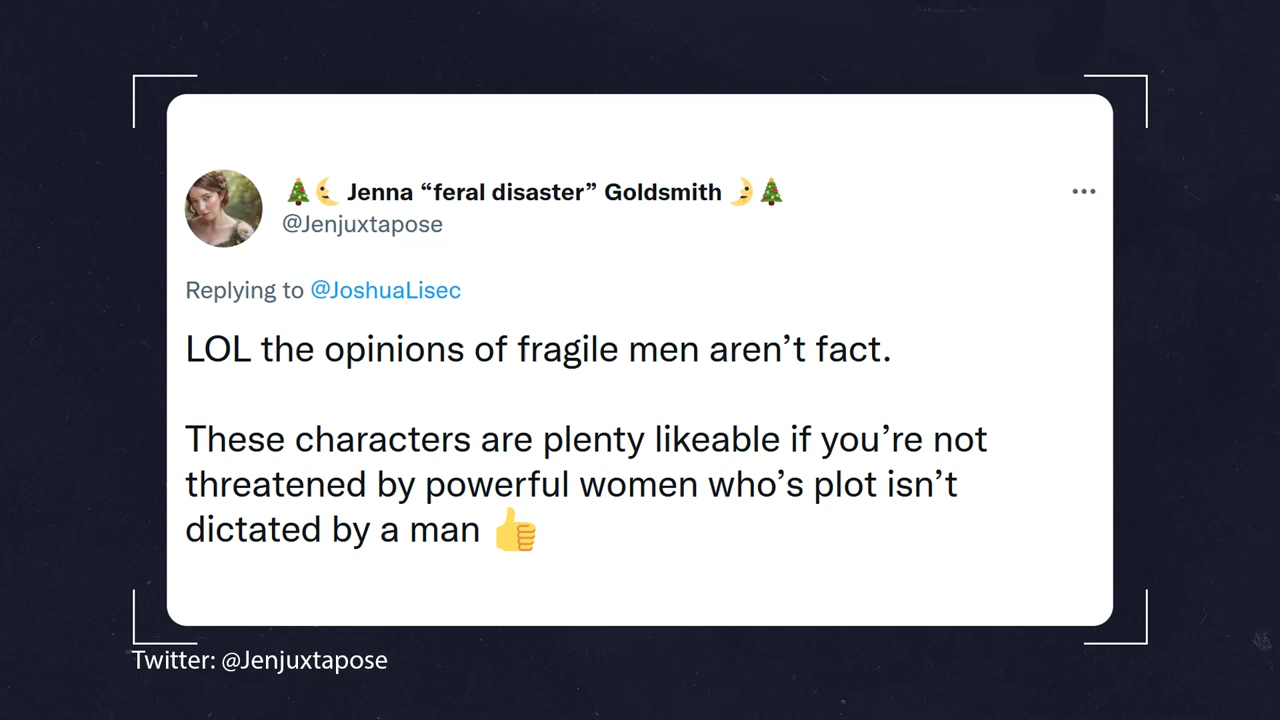 🎄🌜 Jenna “feral disaster” Goldsmith 🌛🎄
@Jenjuxtapose
Replying to @JoshuaLisec
LOL the opinions of fragile men aren’t fact.
These characters are plenty likeable if you’re not
threatened by powerful women who’s plot isn’t
dictated by a man 👍
Twitter: @Jenjuxtapose